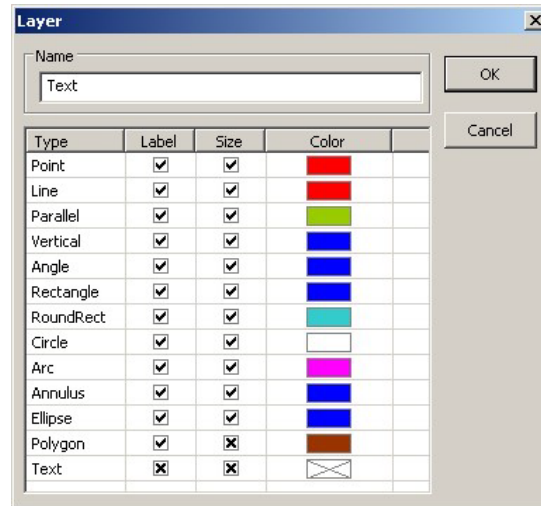 Layer
Name
Text
OK
Cancel
Type Label Size Color
Point
Line
Parallel
Vertical
Angle
Rectangle
RoundRect
Circle
Arc
Annulus
Ellipse
Polygon
Text